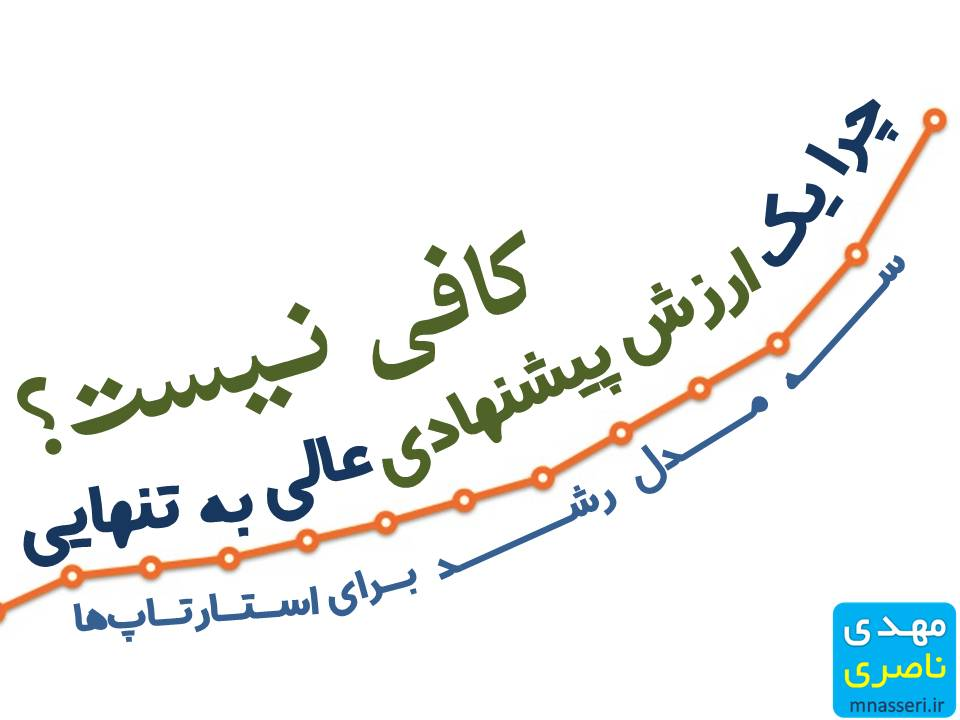 چرا یک ارزش پیشنهادی عالی به تنهایی
کافی نیست؟
سه مدل رشد برای استارتاپ‌ها
مهدی
ناصری
mnasseri.ir